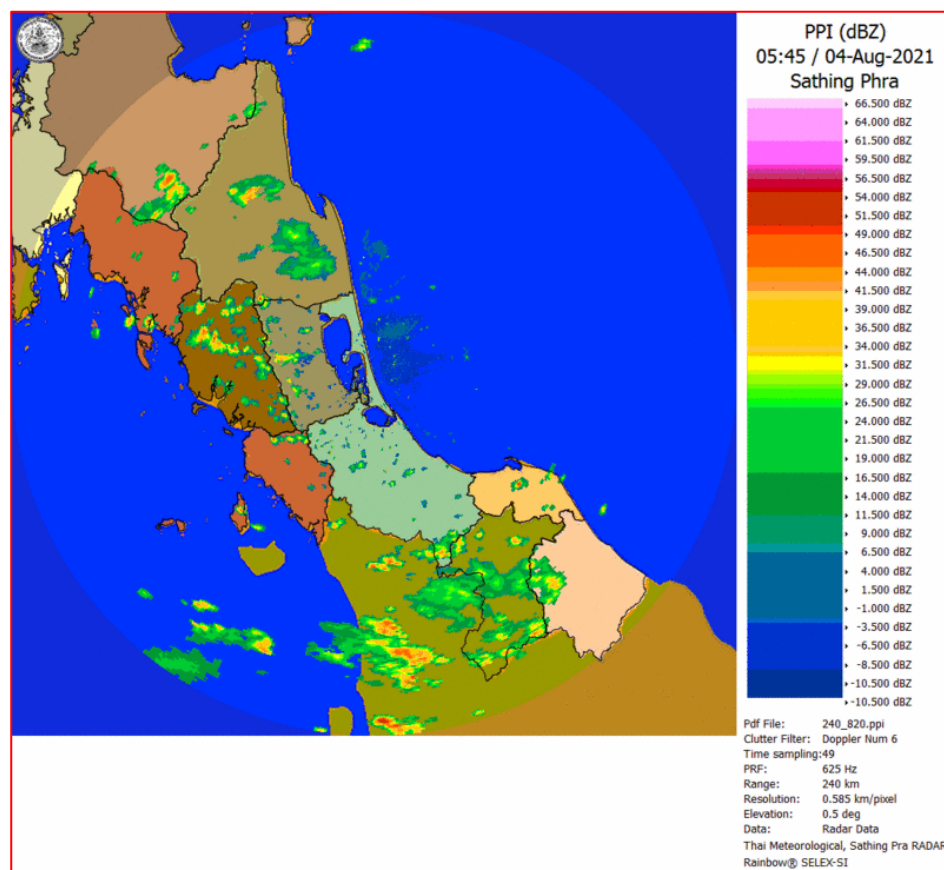 PPI (dBZ)
05:45 / 04-Aug-2021
Sathing Phra
66.500 dBZ
64.000 dBZ
61.500 dBZ
59.500 dBZ
56.500 dBZ
54.000 dBZ
51.500 dBZ
49.000 dBZ
46.500 dBZ
44.000 dBZ
41.500 dBZ
39.000 dBZ
36.500 dBZ
34.000 dBZ
31.500 dBZ
29.000 dBZ
26.500 dBZ
24.000 dBZ
21.500 dBZ
16.500 dBZ
14.000 dBZ
11.500 dBZ
9.000 dBZ
6.500 dBZ
4.000 dBZ
1.500 dBZ
-1.000 dBZ
-3.500 dBZ
-6.500 dBZ
-8.500 dBZ
-10.500 dBZ
-10.500 dBZ
Pdf File: 240_820.ppi
Clutter Filter: Doppler Num 6
Time sampling:49
PRF: 625 Hz
Range: 240 km
Resolution: 0.585 km/pixel
Elevation: 0.5 deg
Data: Radar Data
Thai Meteorological, Sathing Pra RADAR
Rainbow® SELEX-SI